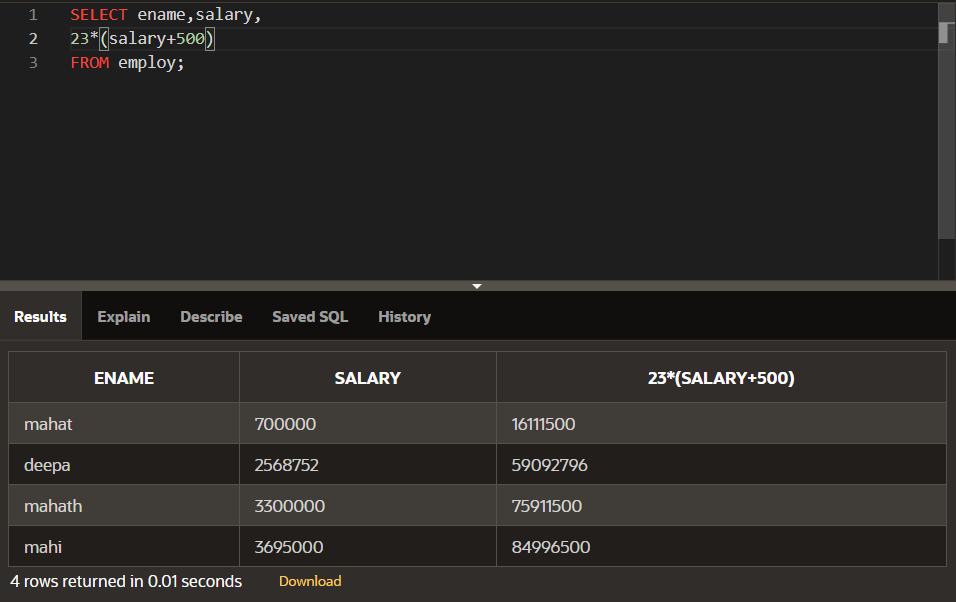 1 SELECT ename,salary,
2 23*(salary+500)
3 FROM employ;
Results Explain Describe Saved SQL History
ENAME SALARY 23*(SALARY+500)
mahat 700000 16111500
deepa 2568752 59092796
mahath 3300000 75911500
mahi 3695000 84996500
4 rows returned in 0.01 seconds Download